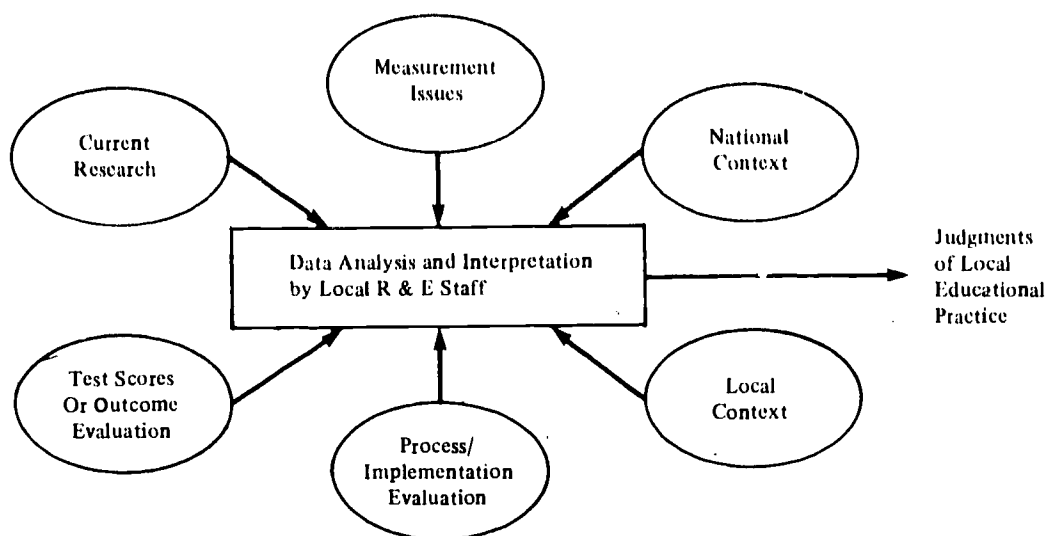 Measurement
Issues
Current
Research
National
Context
Data Analysis and Interpretation
by Local R & E Staff
Judgments
of Local
Educational
Practice
Test Scores
Or Outcome
Evaluation
Process/
Implementation
Evaluation
Local
Context